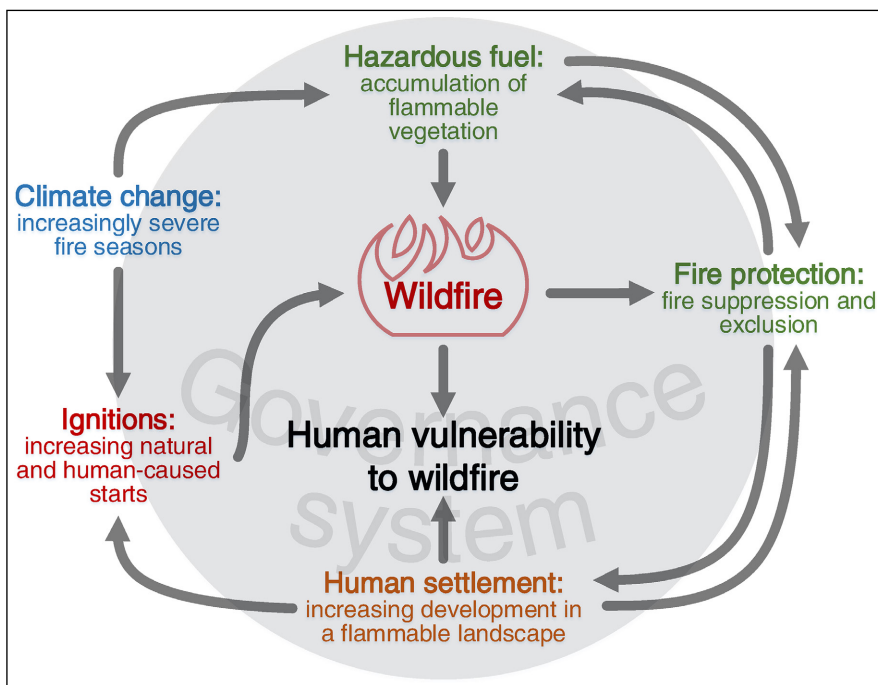 Hazardous fuel:
accumulation of
flammable
vegetation
Climate change:
increasingly severe
fire seasons
Wildfire
Fire protection:
fire suppression and
exclusion
Governance
system
Ignitions:
increasing natural
and human-caused
starts
Human vulnerability
to wildfire
Human settlement:
increasing development in
a flammable landscape